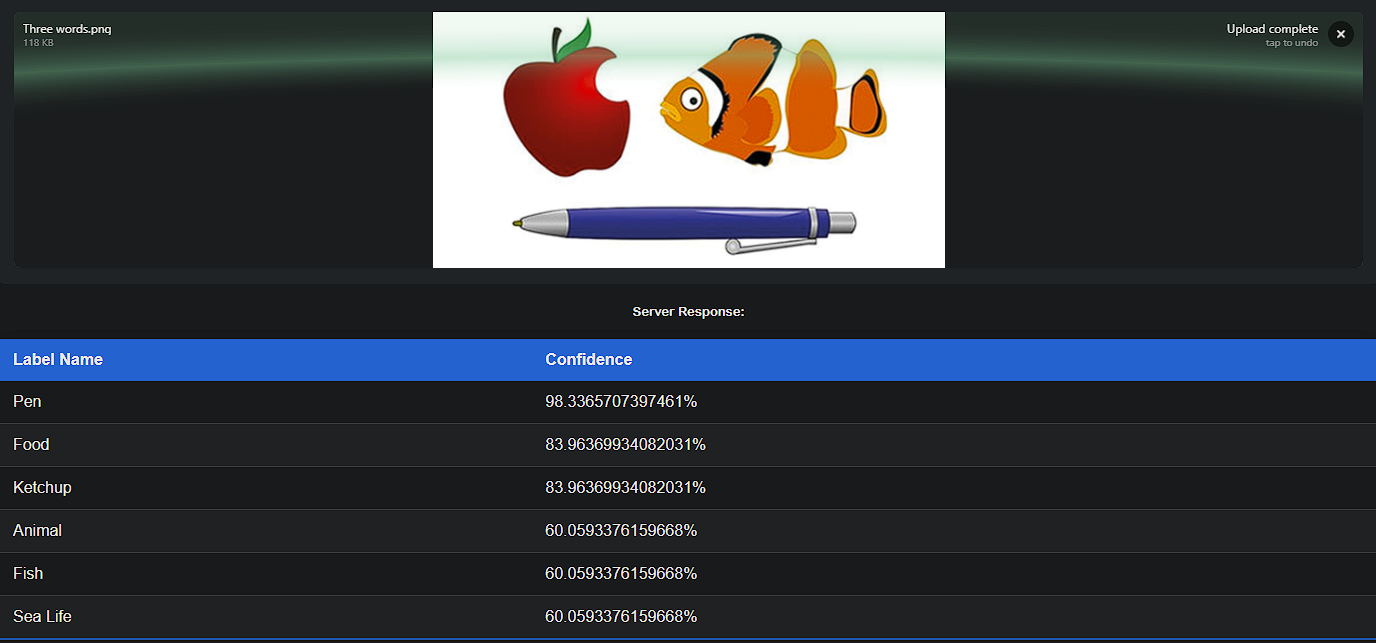 Three words.png
118 KB
Upload complete
tap to undo
Server Response:
Label Name Confidence
Pen 98.3365707397461%
Food 83.96369934082031%
Ketchup 83.96369934082031%
Animal 60.0593376159668%
Fish 60.0593376159668%
Sea Life 60.0593376159668%